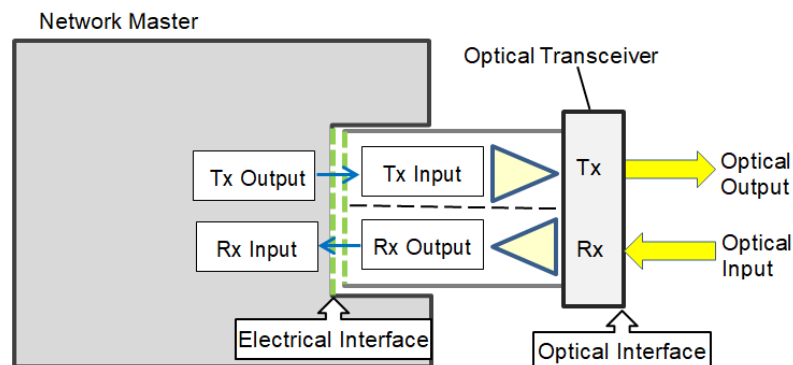 Network Master
Optical Transceiver
Tx Output
Tx Input
Tx
Optical
Output
Rx Input
Rx Output
Rx
Optical
Input
Electrical Interface
Optical Interface